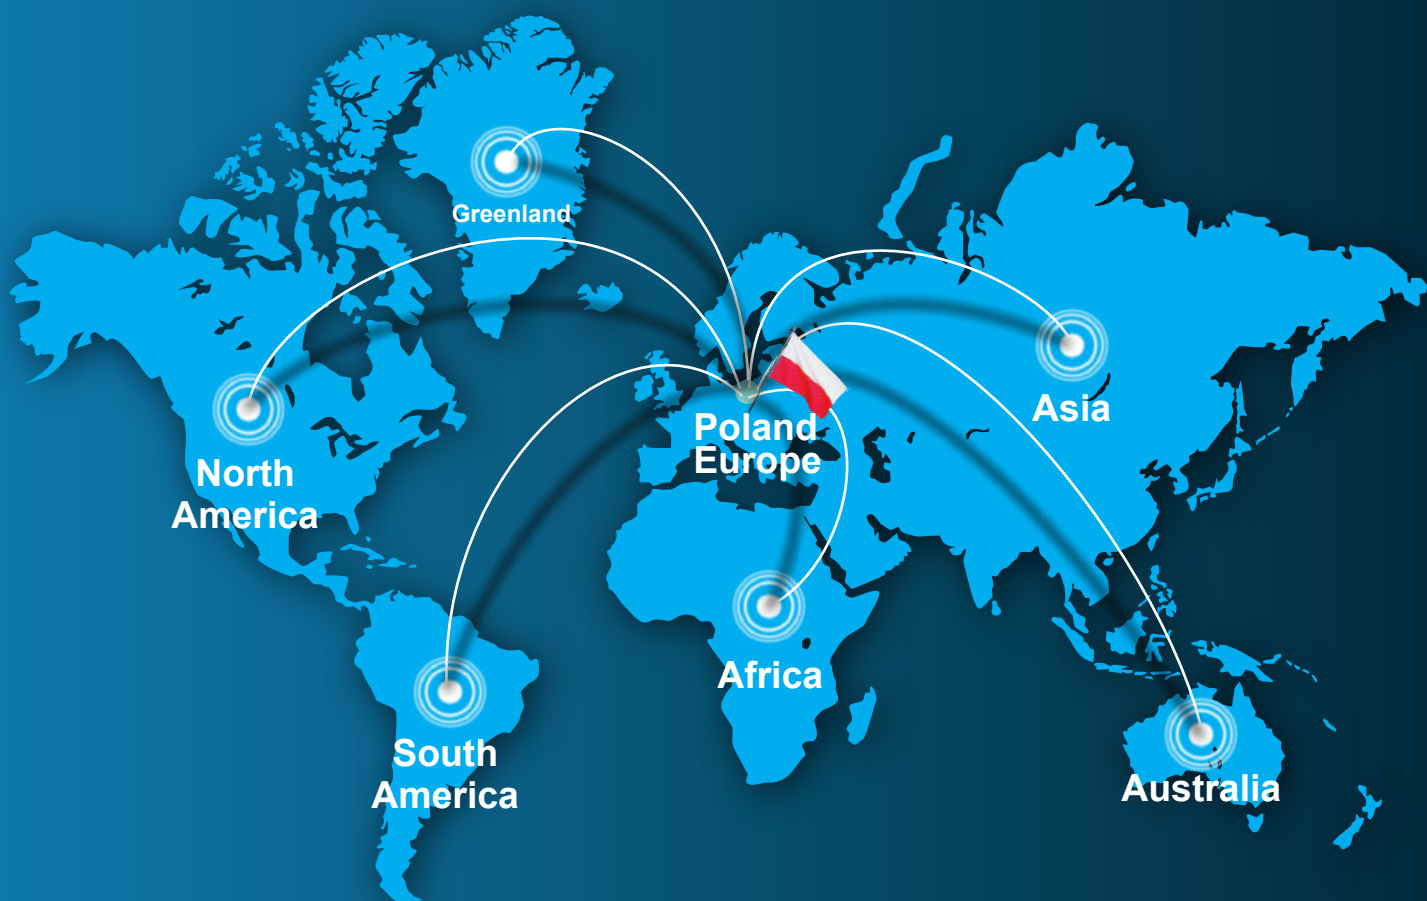 Greenland
North
America
Poland
Europe
Asia
Africa
South
America
Australia